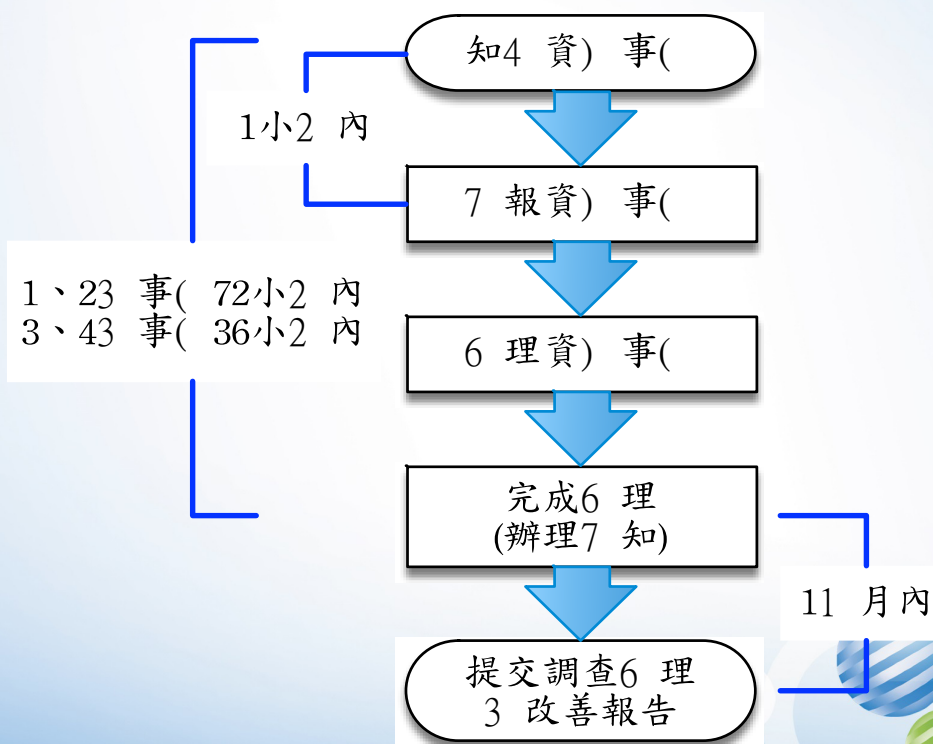 知4 資) 事(
1小2 內
7 報資) 事(
1、23 事( 72小2 內
3、43 事( 36小2 內
6 理資) 事(
完成6 理
(辦理7 知)
11 月內
提交調查6 理
3 改善報告